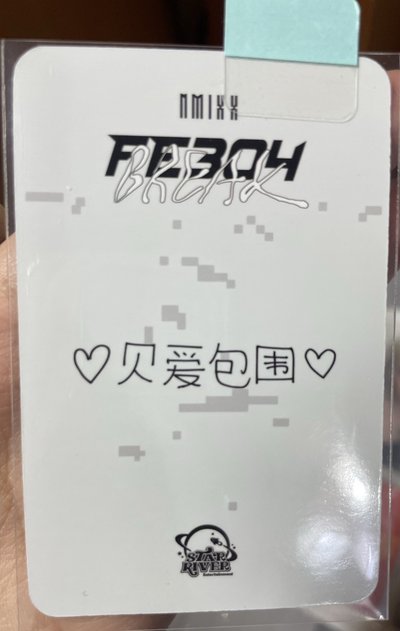 NMIXX
FE3O4
BREAK
♡贝爱包围♡
STAR
RIVER
Entertainment